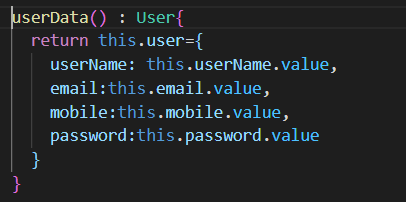 userData() : User{
  return this.user={
    userName: this.userName.value,
    email:this.email.value,
    mobile:this.mobile.value,
    password:this.password.value
  }
}